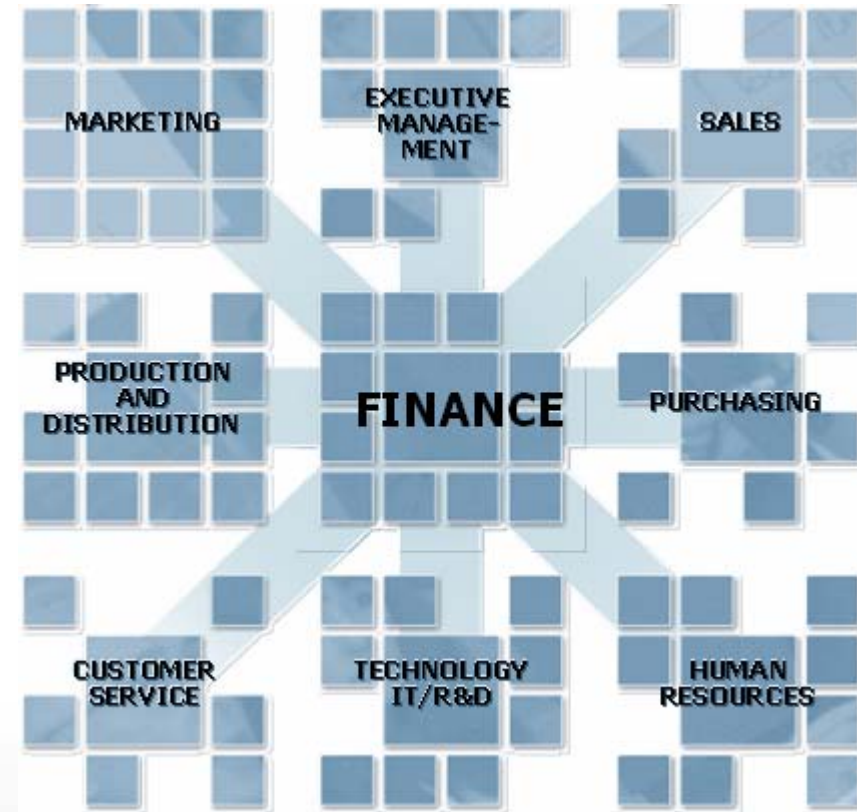 MARKETING
EXECUTIVE
MANAGE-
MENT
SALES
PRODUCTION
AND
DISTRIBUTION
FINANCE
PURCHASING
CUSTOMER
SERVICE
TECHNOLOGY
IT/R&D
HUMAN
RESOURCES